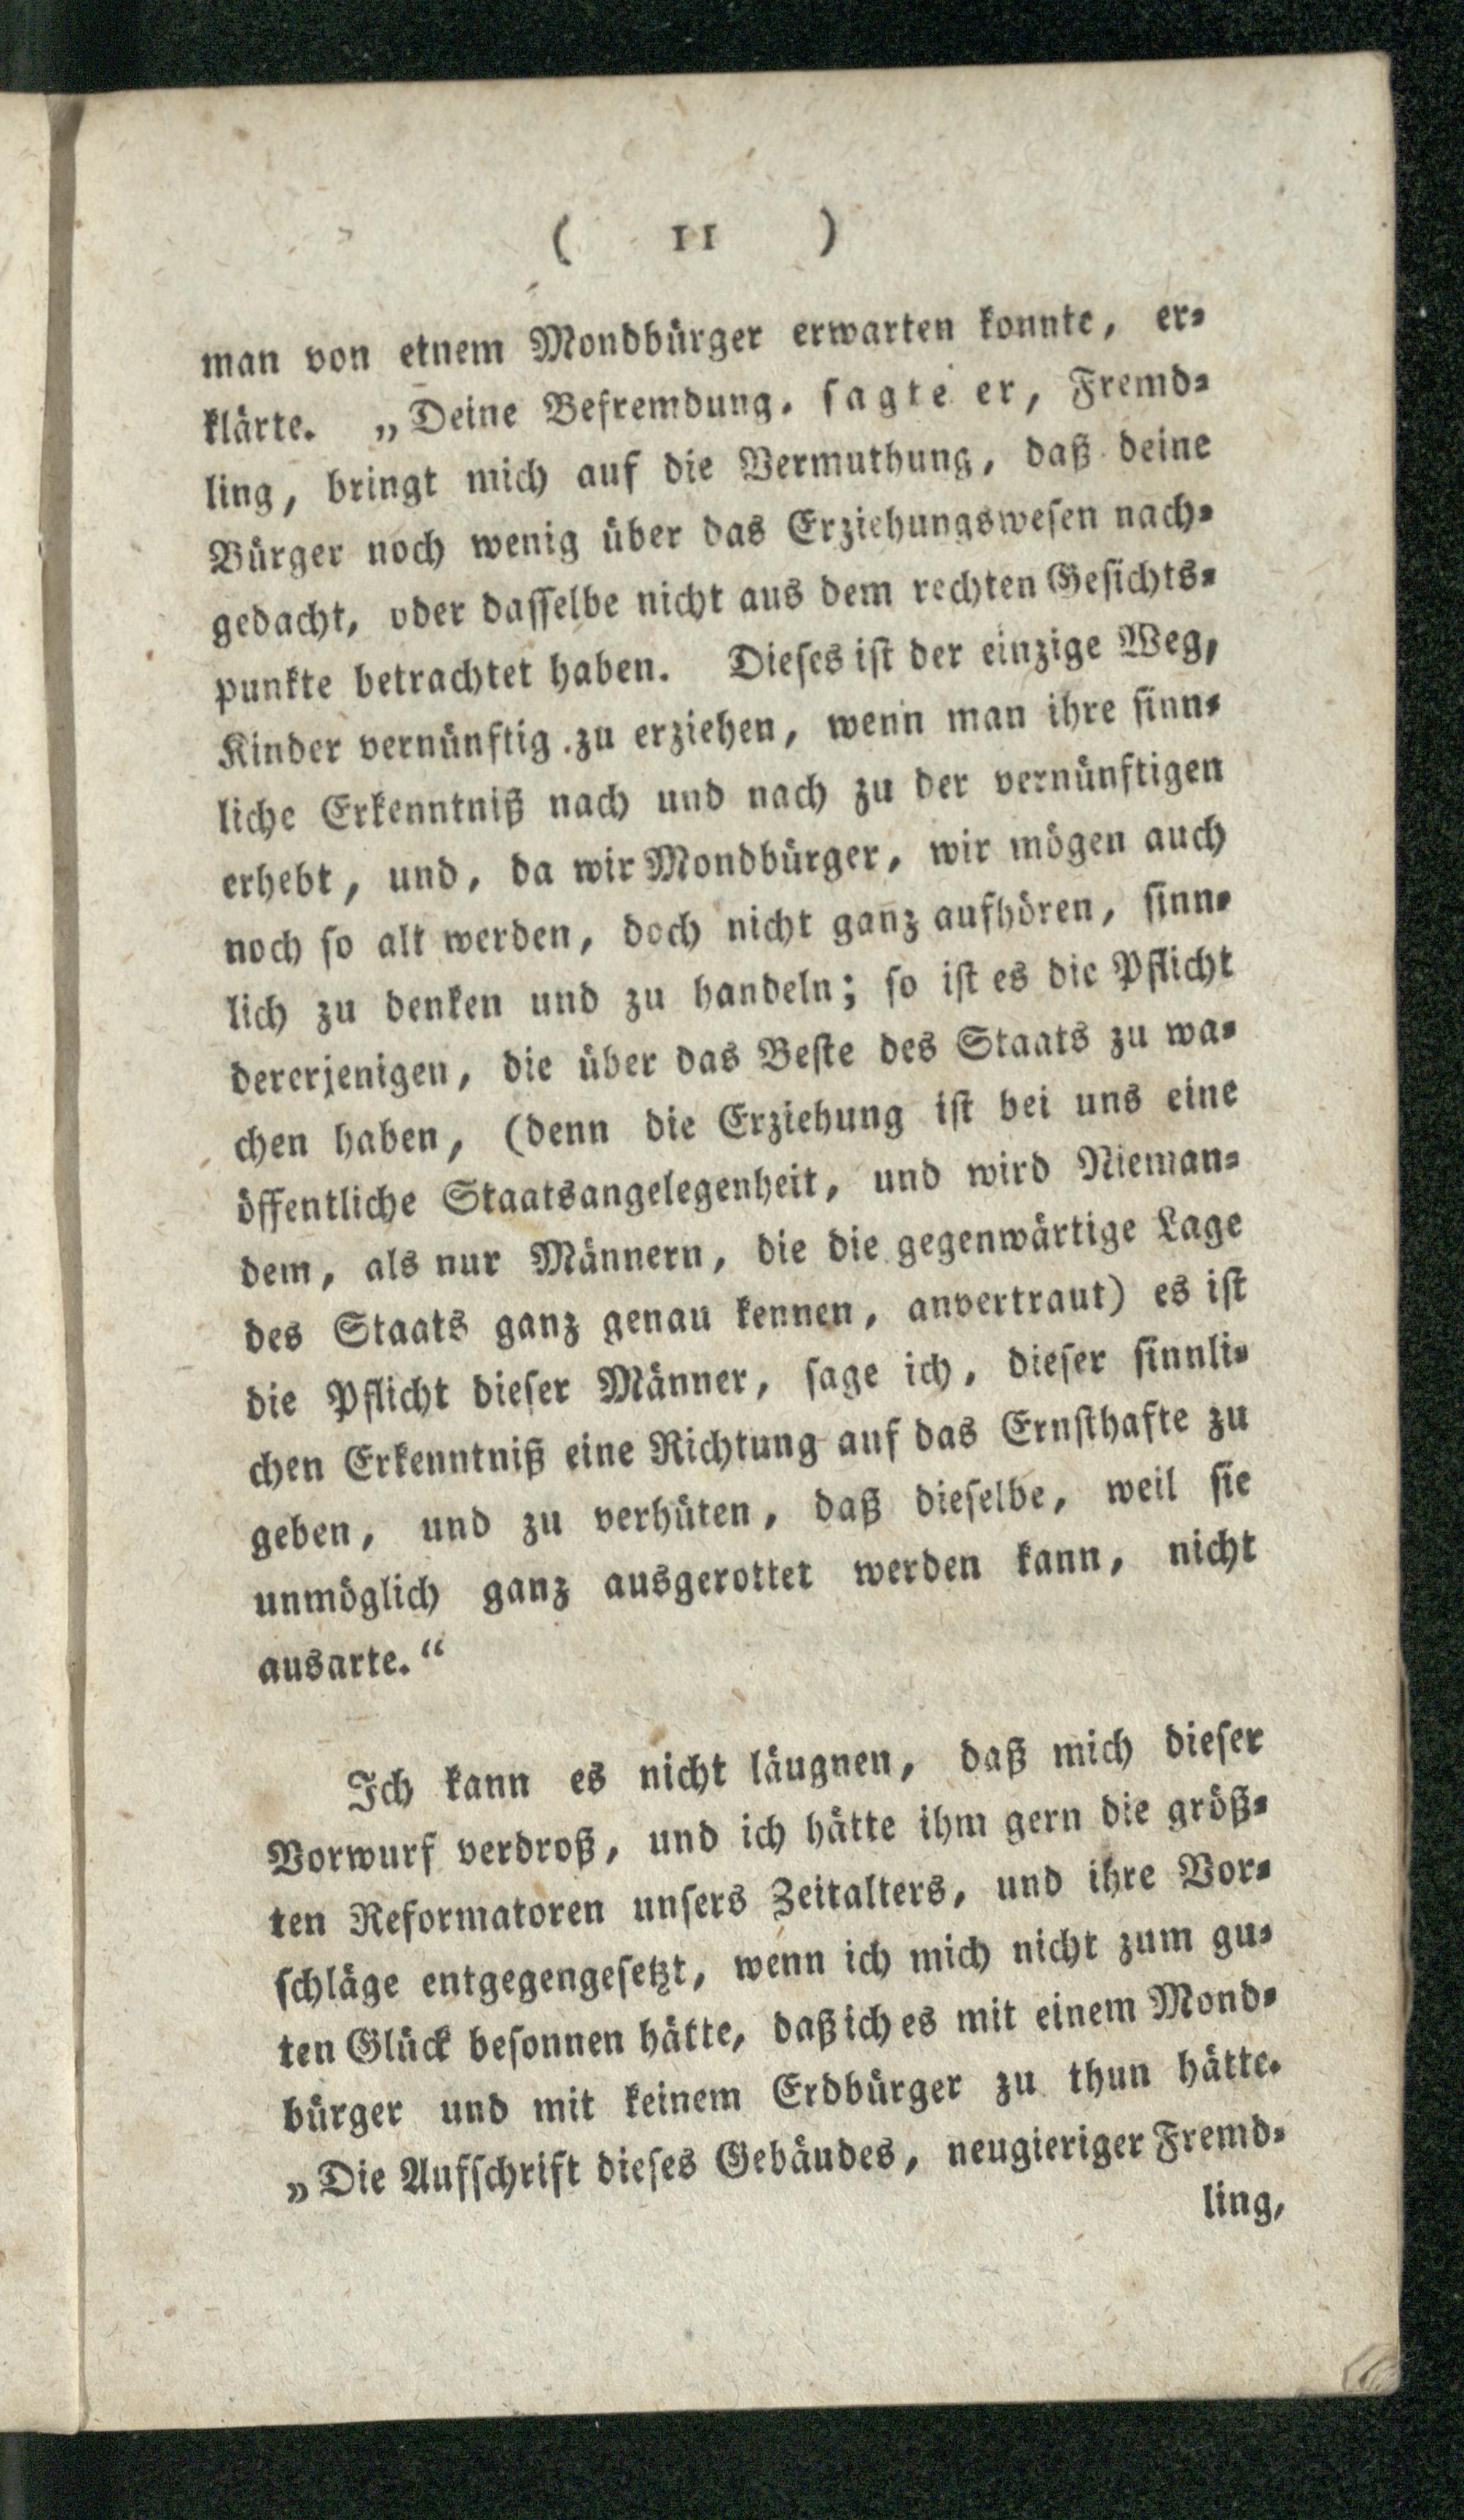 ( 11 )
man von etnem Mondbürger erwarten konnte, er-
klärte. „Deine Befremdung, sagte er, Fremd-
ling, bringt mich auf die Vermuthung, daß deine
Bürger noch wenig über das Erziehungswesen nach-
gedacht, oder dasselbe nicht aus dem rechten Gesichts-
punkte betrachtet haben. Dieses ist der einzige Weg,
Kinder vernünftig zu erziehen, wenn man ihre sinn-
liche Erkenntniß nach und nach zu der vernünftigen
erhebt, und, da wir Mondbürger, wir mögen auch
noch so alt werden, doch nicht ganz aufhören, sinn-
lich zu denken und zu handeln; so ist es die Pflicht
dererjenigen, die über das Beste des Staats zu wa-
chen haben, (denn die Erziehung ist bei uns eine
öffentliche Staatsangelegenheit, und wird Nieman-
dem, als nur Männern, die die gegenwärtige Lage
des Staats ganz genau kennen, anvertraut) es ist
die Pflicht dieser Männer, sage ich, dieser sinnli-
chen Erkenntniß eine Richtung auf das Ernsthafte zu
geben, und zu verhüten, daß dieselbe, weil sie
unmöglich ganz ausgerottet werden kann, nicht
ausarte.“
Ich kann es nicht läugnen, daß mich dieser
Vorwurf verdroß, und ich hätte ihm gern die größ-
ten Reformatoren unsers Zeitalters, und ihre Vor-
schläge entgegengesetzt, wenn ich mich nicht zum gu-
ten Glück besonnen hätte, daß ich es mit einem Mond-
bürger und mit keinem Erdbürger zu thun hätte.
„Die Aufschrift dieses Gebäudes, neugieriger Fremd-
ling,